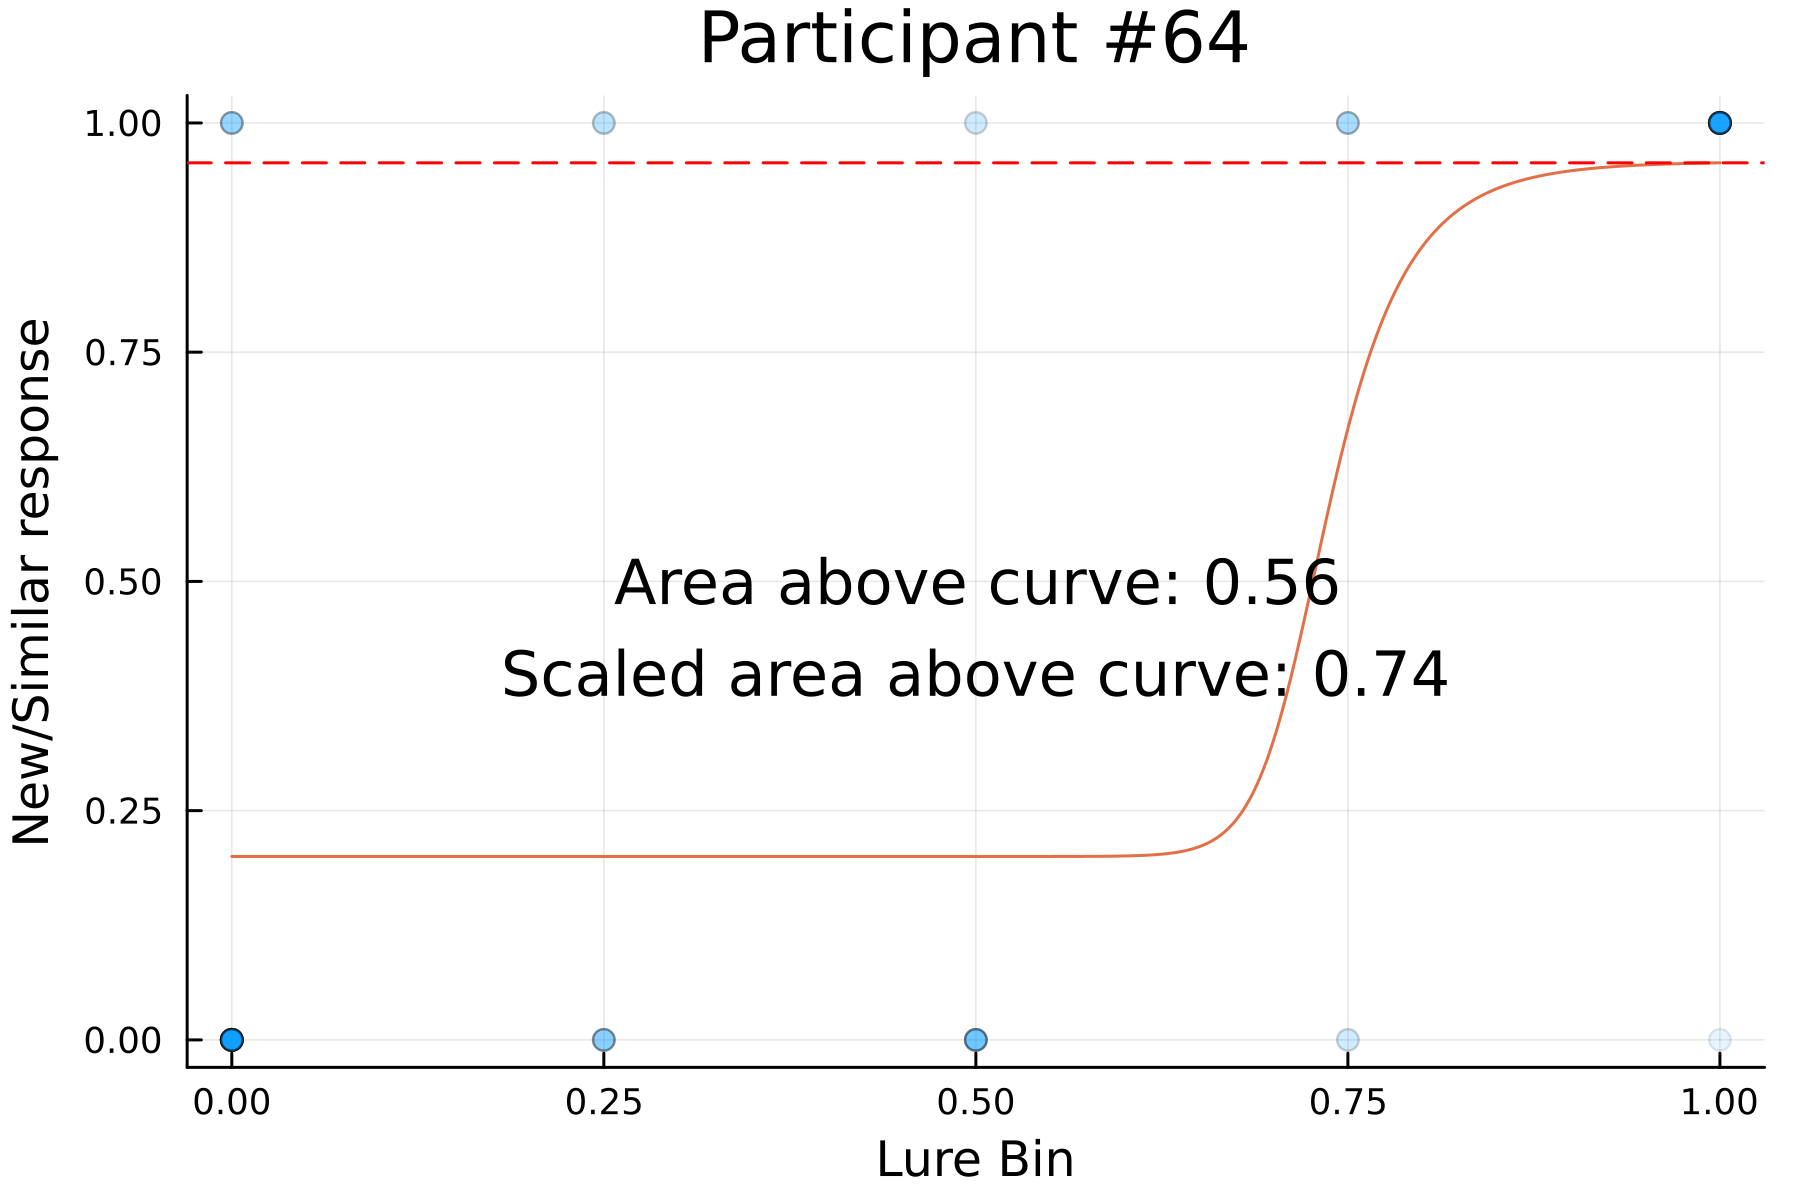 Participant #64
New/Similar response
1.00
0.75
0.50
0.25
0.00
Area above curve: 0.56
Scaled area above curve: 0.74
0.00 0.25 0.50 0.75 1.00
Lure Bin